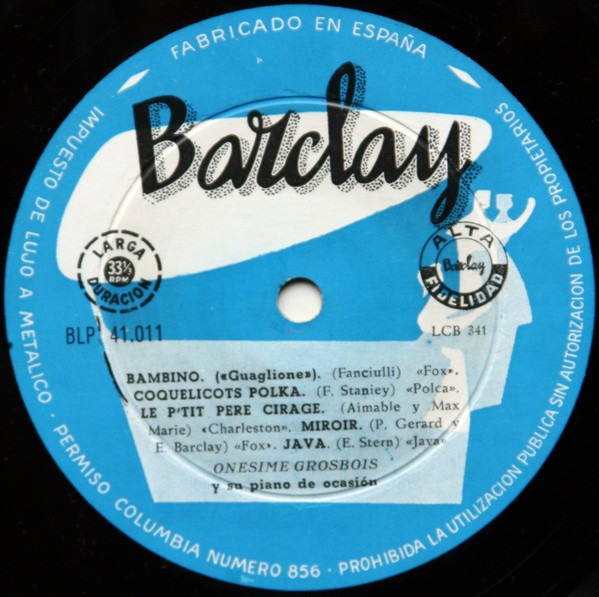 FABRICADO EN ESPAÑA
IMPUESTO DE LUJO A METALICO · PERMISO COLUMBIA NUMERO 856 · PROHIBIDA LA UTILIZACION PUBLICA SIN AUTORIZACION DE LOS PROPIETARIOS
Barclay
LARGA
33⅓
RPM
DURACION
ALTA
Barclay
FIDELIDAD
BLP 41.011
LCB 341
BAMBINO. («Guaglione»). (Fanciulli) «Fox».
COQUELICOTS POLKA. (F. Staniey) «Polca».
LE P'TIT PERE CIRAGE. (Aimable y Max
Marie) «Charleston». MIROIR. (P. Gerard y
E. Barclay) «Fox». JAVA. (E. Stern) «Java»
ONESIME GROSBOIS
y su piano de ocasión